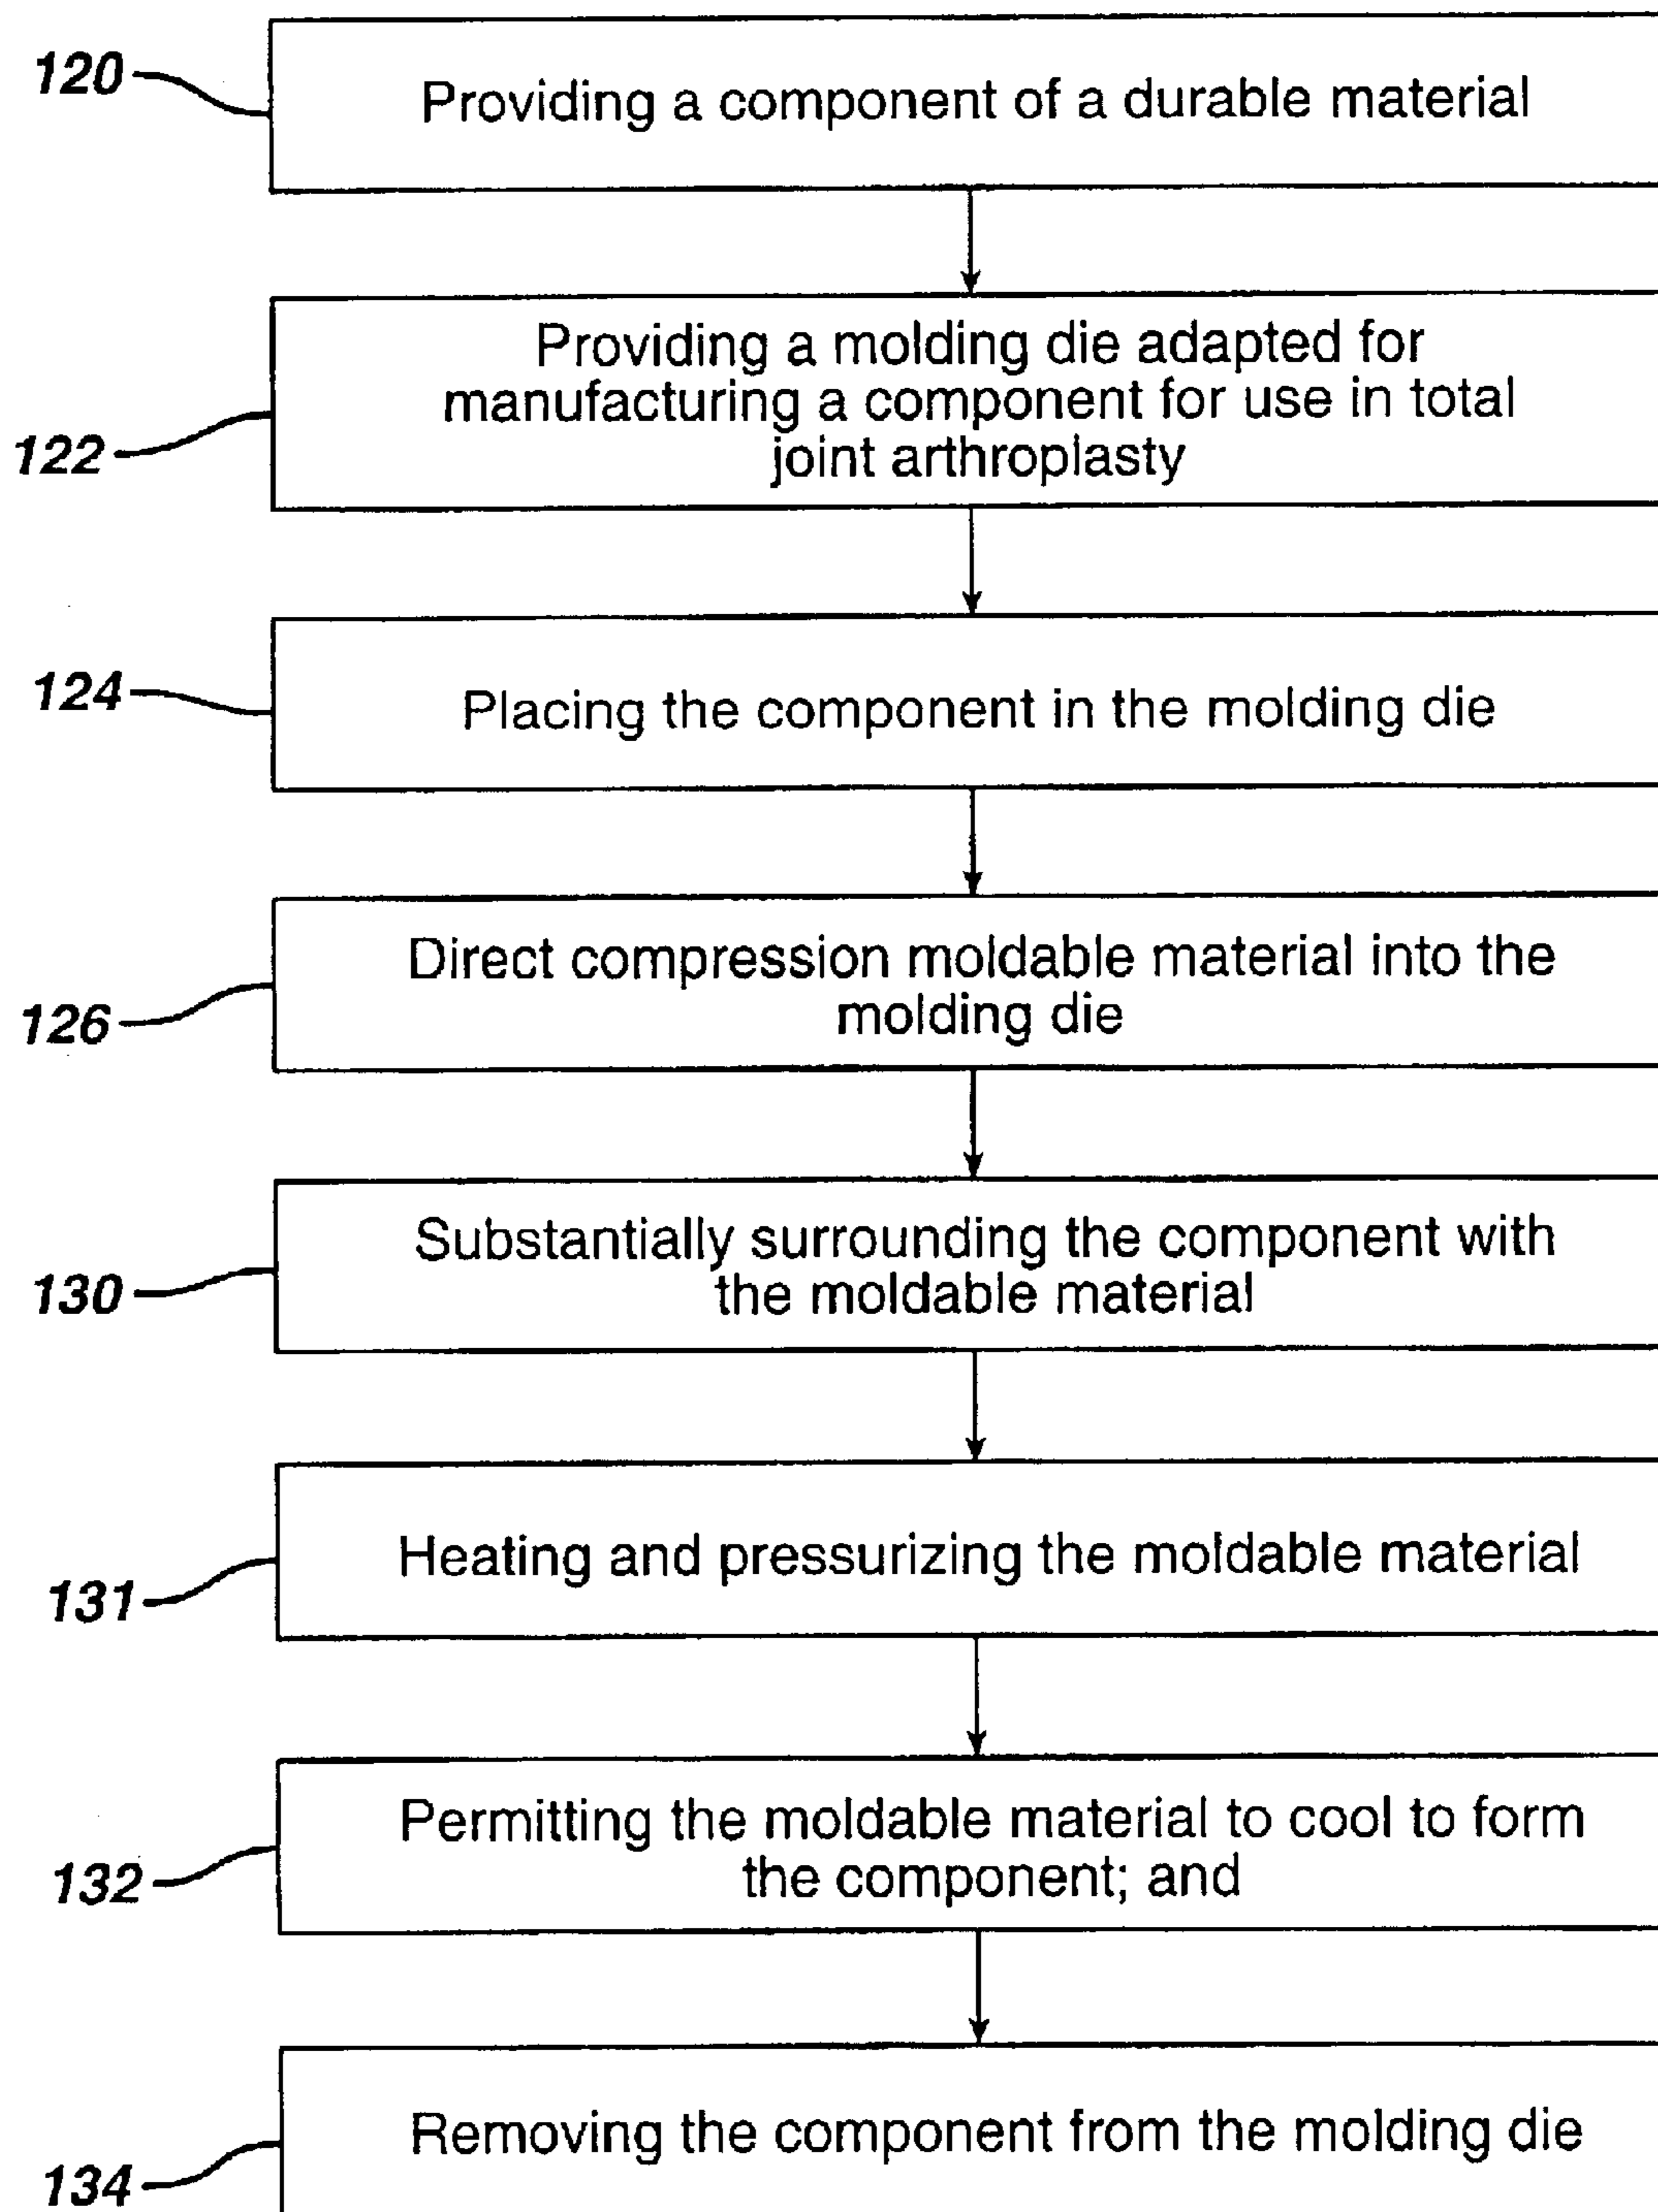 120
Providing a component of a durable material
Providing a molding die adapted for
manufacturing a component for use in total
joint arthroplasty
122
124
Placing the component in the molding die
Direct compression moldable material into the
molding die
126
Substantially surrounding the component with
the moldable material
130
Heating and pressurizing the moldable material
131
Permitting the moldable material to cool to form
the component; and
132
Removing the component from the molding die
134